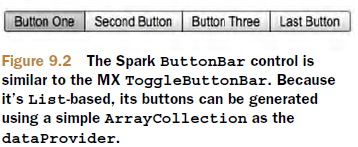 Button One Second Button Button Three Last Button
Figure 9.2 The Spark ButtonBar control is
similar to the MX ToggleButtonBar. Because
it's List-based, its buttons can be generated
using a simple ArrayCollection as the
dataProvider.